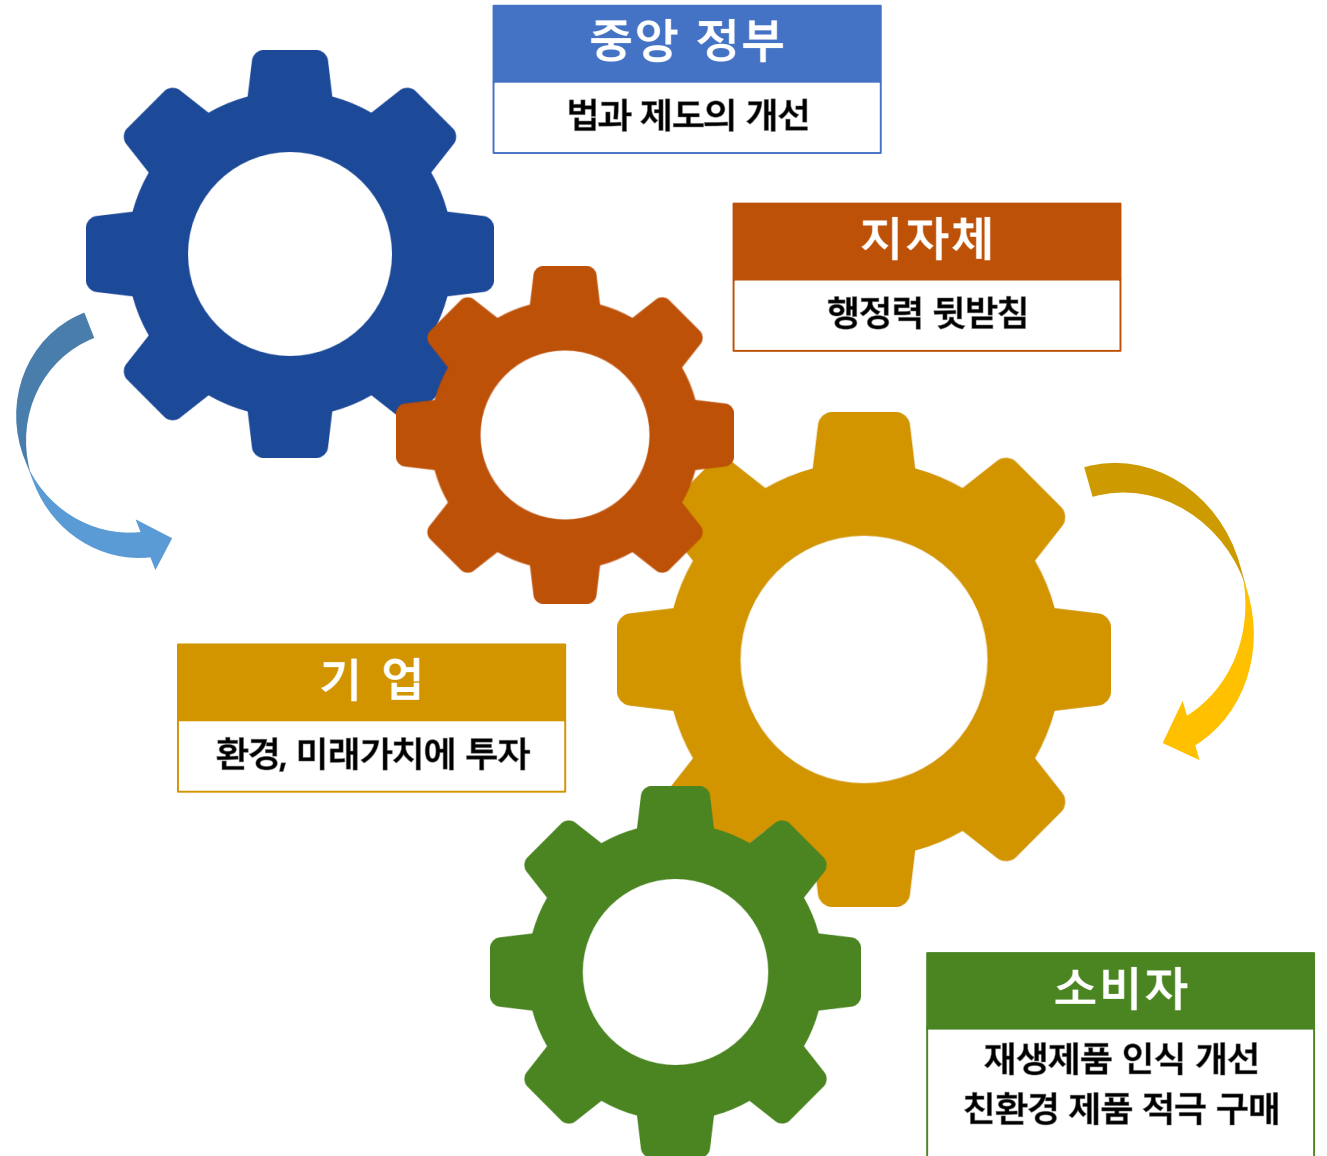 중앙 정부
법과 제도의 개선
지자체
행정력 뒷받침
기 업
환경, 미래가치에 투자
소비자
재생제품 인식 개선
친환경 제품 적극 구매